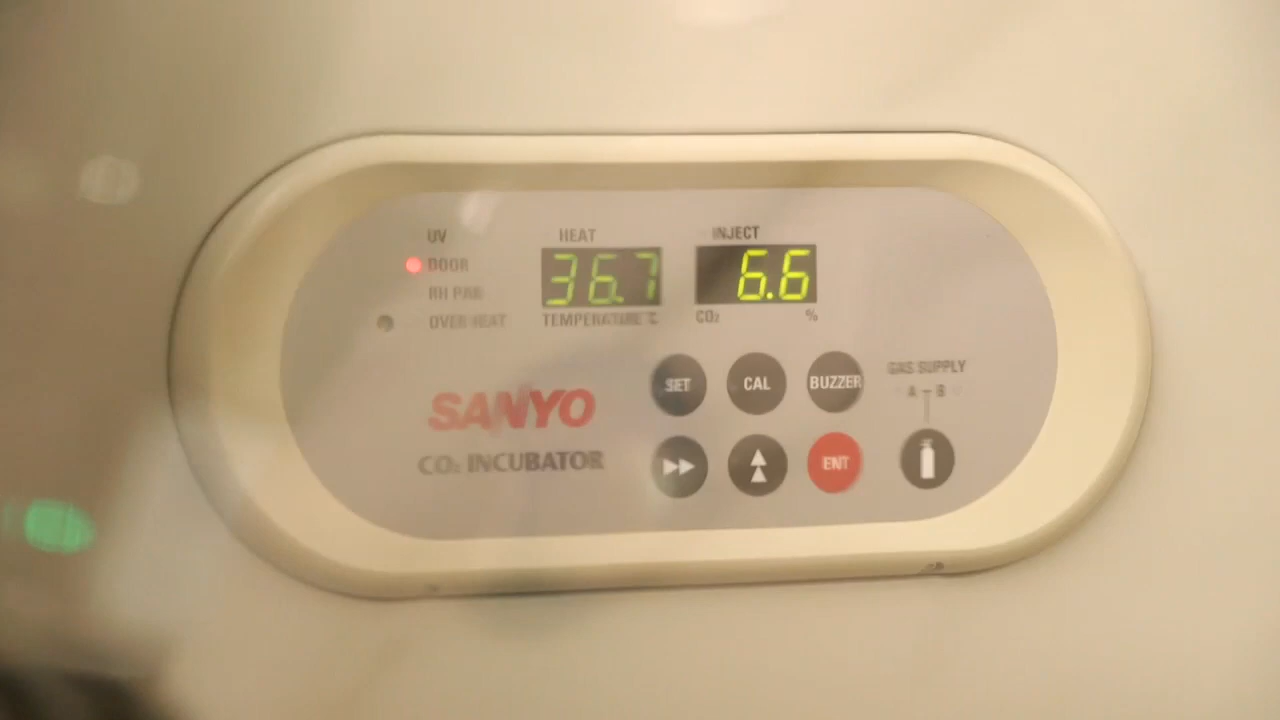 UV
DOOR
RH PAN
OVER HEAT
HEAT
36.7
TEMPERATURE °C
INJECT
6.6
CO₂ %
SET
CAL
BUZZER
GAS SUPPLY
A B
SANYO
CO₂ INCUBATOR
ENT